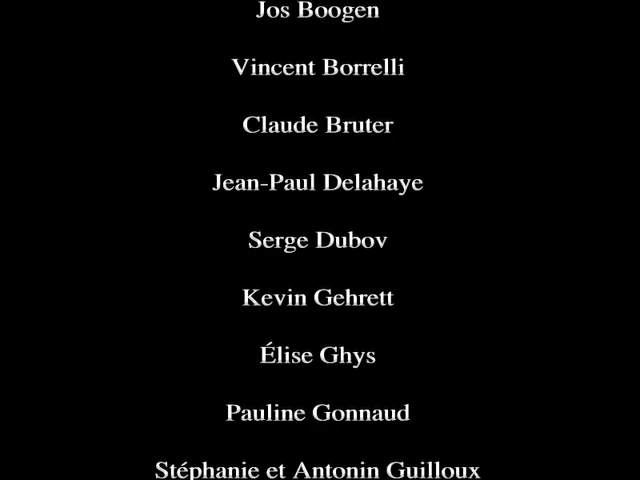 Jos Boogen
Vincent Borrelli
Claude Bruter
Jean-Paul Delahaye
Serge Dubov
Kevin Gehrett
Élise Ghys
Pauline Gonnaud
Stéphanie et Antonin Guilloux